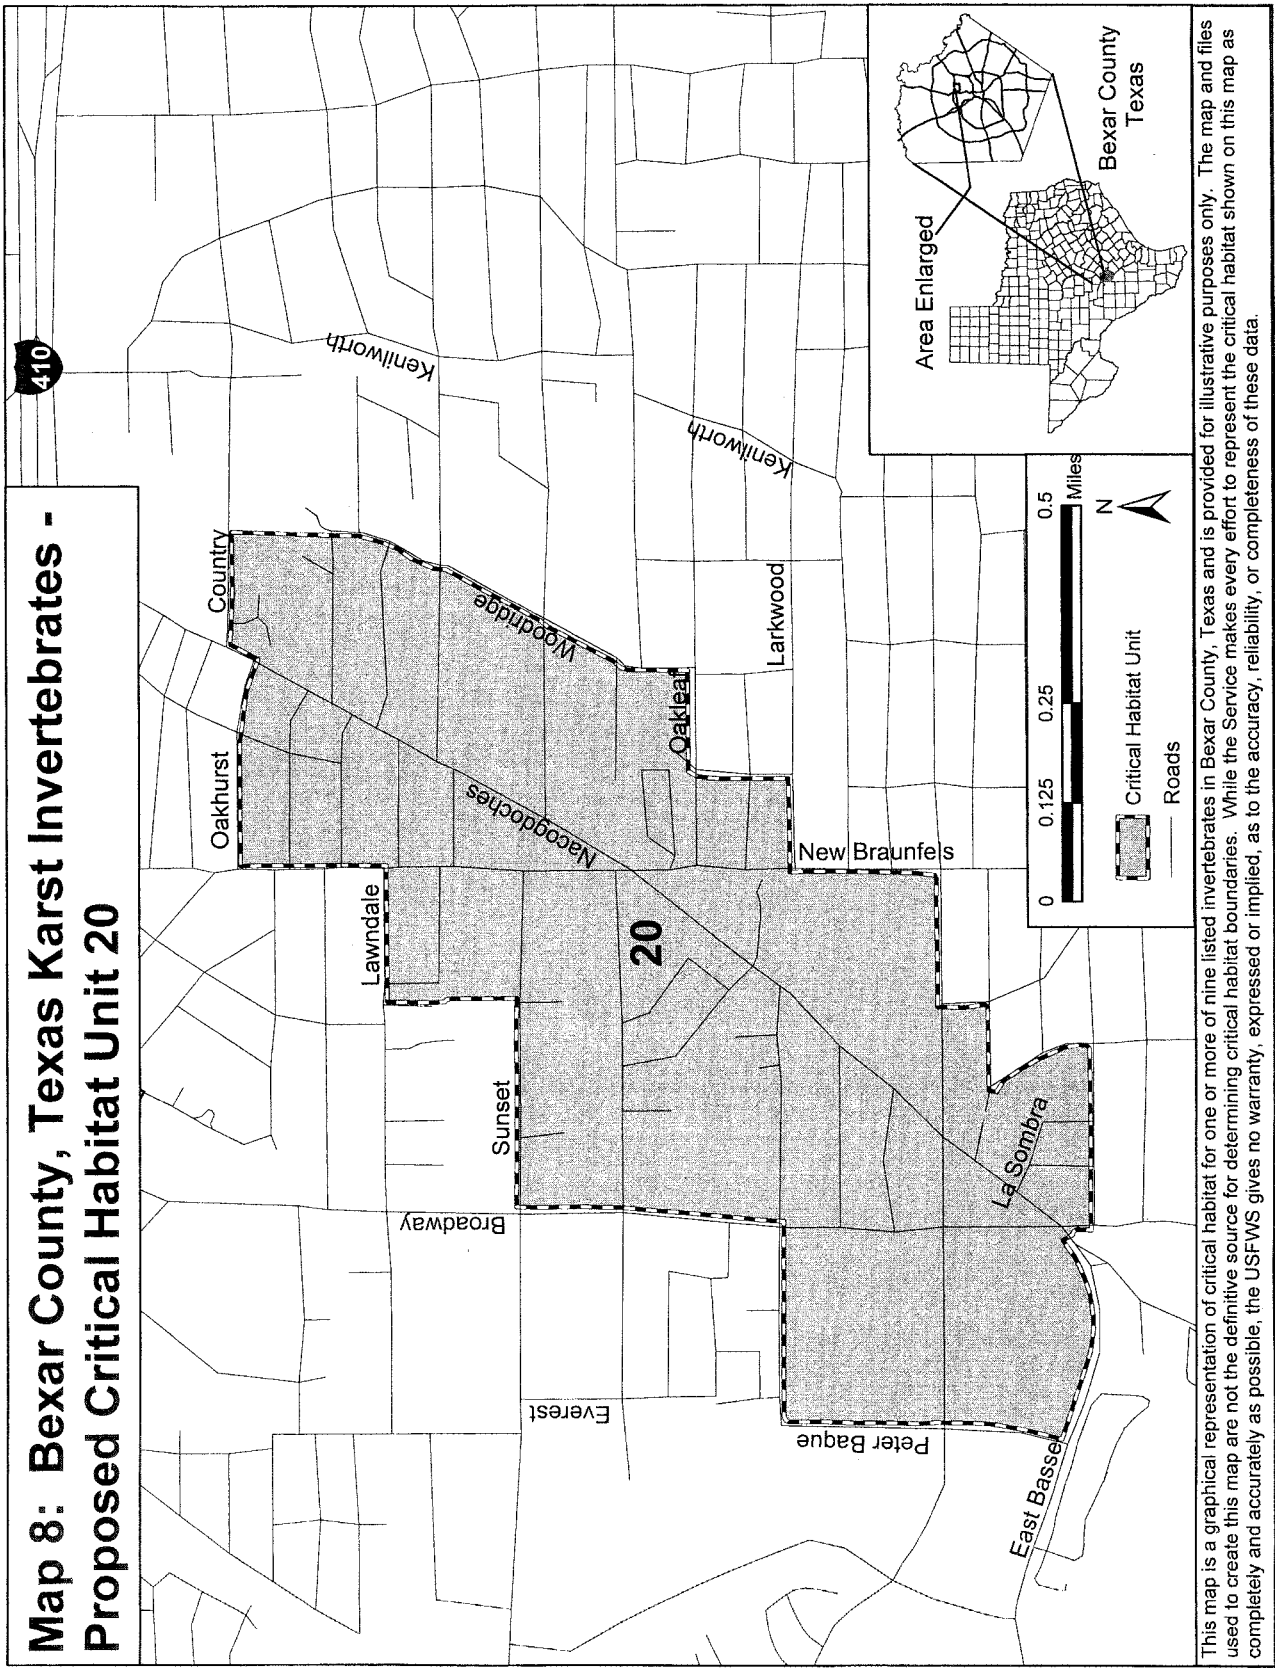 Map 8: Bexar County, Texas Karst Invertebrates -
Proposed Critical Habitat Unit 20
410
Country
Oakhurst
Kenilworth
Woodridge
Kenilworth
Lawndale
Nacogdoches
Oakleaf
Larkwood
Sunset
20
New Braunfels
Broadway
Everest
La Sombra
Peter Baque
East Basse
0 0.125 0.25 0.5
Miles
N
Critical Habitat Unit
Roads
Area Enlarged
Bexar County
Texas
This map is a graphical representation of critical habitat for one or more of nine listed invertebrates in Bexar County, Texas and is provided for illustrative purposes only. The map and files
used to create this map are not the definitive source for determining critical habitat boundaries. While the Service makes every effort to represent the critical habitat shown on this map as
completely and accurately as possible, the USFWS gives no warranty, expressed or implied, as to the accuracy, reliability, or completeness of these data.